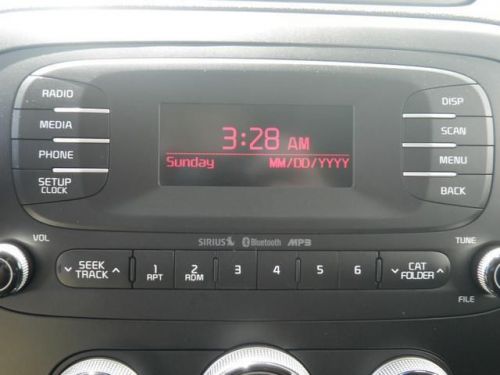 RADIO
MEDIA
PHONE
SETUP
CLOCK
3:28 AM
Sunday MM/DD/YYYY
DISP
SCAN
MENU
BACK
SIRIUS Bluetooth MP3
VOL
SEEK
TRACK
1
RPT
2
RDM
3
4
5
6
CAT
FOLDER
TUNE
FILE